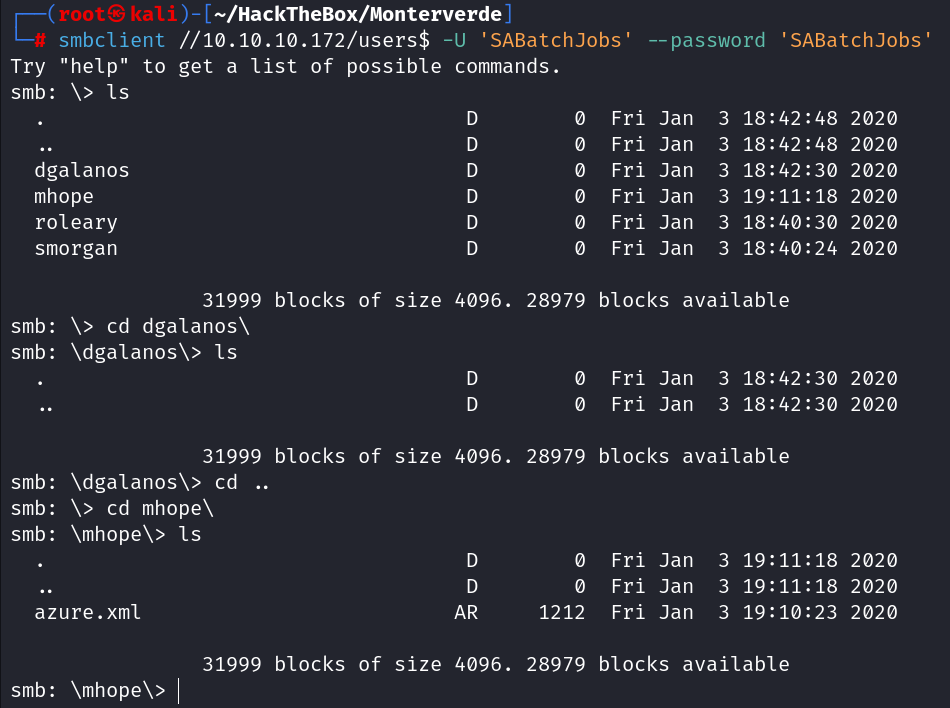 ┌──(root㉿kali)-[~/HackTheBox/Monterverde]
└─# smbclient //10.10.10.172/users$ -U 'SABatchJobs' --password 'SABatchJobs'
Try "help" to get a list of possible commands.
smb: \> ls
  .                                   D        0  Fri Jan  3 18:42:48 2020
  ..                                  D        0  Fri Jan  3 18:42:48 2020
  dgalanos                            D        0  Fri Jan  3 18:42:30 2020
  mhope                               D        0  Fri Jan  3 19:11:18 2020
  roleary                             D        0  Fri Jan  3 18:40:30 2020
  smorgan                             D        0  Fri Jan  3 18:40:24 2020
                31999 blocks of size 4096. 28979 blocks available
smb: \> cd dgalanos\
smb: \dgalanos\> ls
  .                                   D        0  Fri Jan  3 18:42:30 2020
  ..                                  D        0  Fri Jan  3 18:42:30 2020
                31999 blocks of size 4096. 28979 blocks available
smb: \dgalanos\> cd ..
smb: \> cd mhope\
smb: \mhope\> ls
  .                                   D        0  Fri Jan  3 19:11:18 2020
  ..                                  D        0  Fri Jan  3 19:11:18 2020
  azure.xml                          AR     1212  Fri Jan  3 19:10:23 2020
                31999 blocks of size 4096. 28979 blocks available
smb: \mhope\>